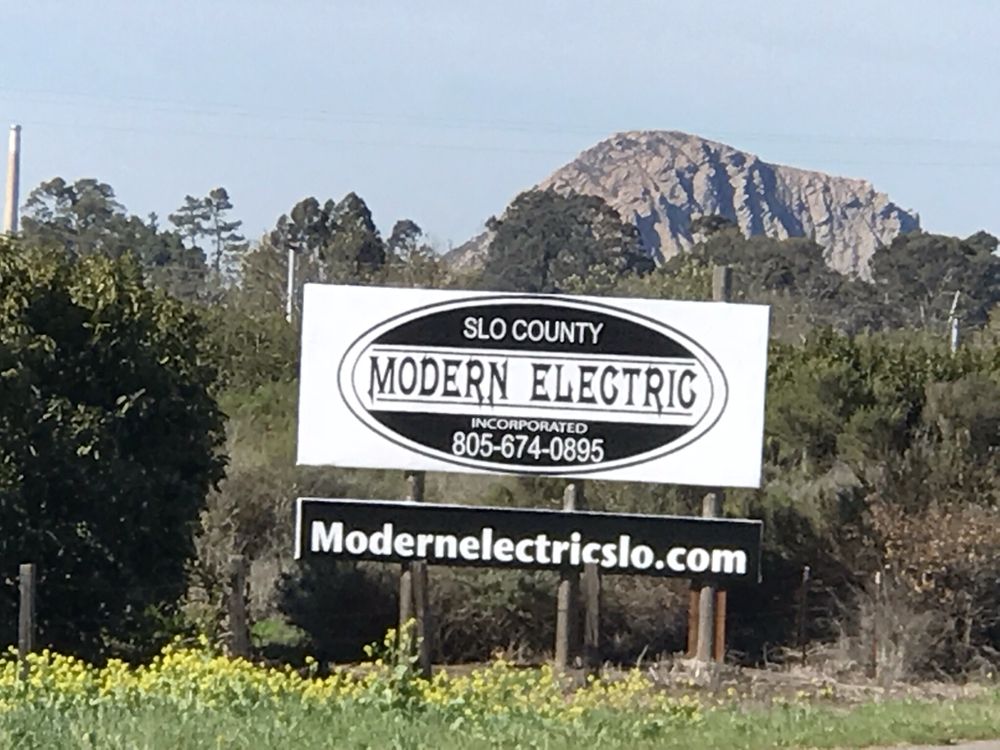 SLO COUNTY
MODERN ELECTRIC
INCORPORATED
805-674-0895
Modernelectricslo.com